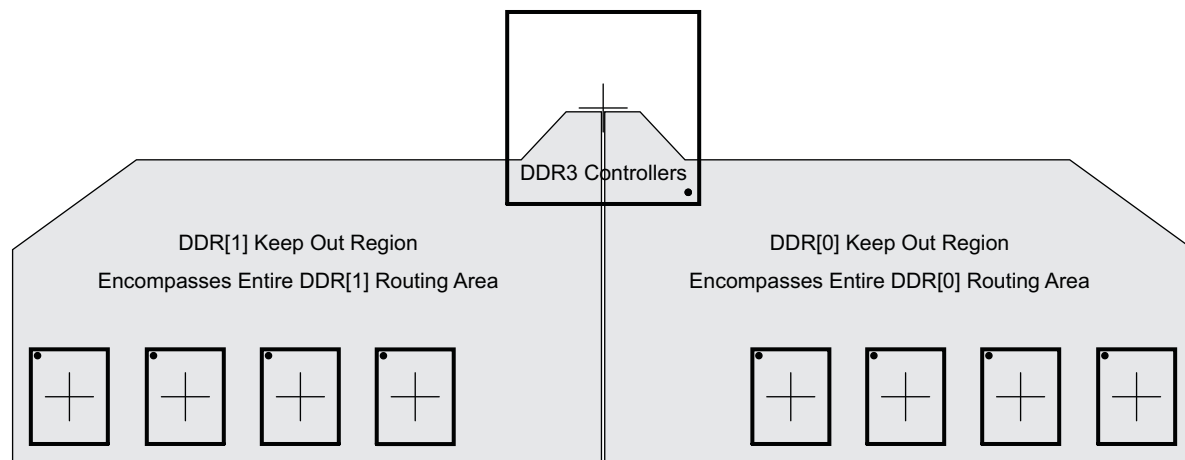 DDR3 Controllers
DDR[1] Keep Out Region
Encompasses Entire DDR[1] Routing Area
DDR[0] Keep Out Region
Encompasses Entire DDR[0] Routing Area